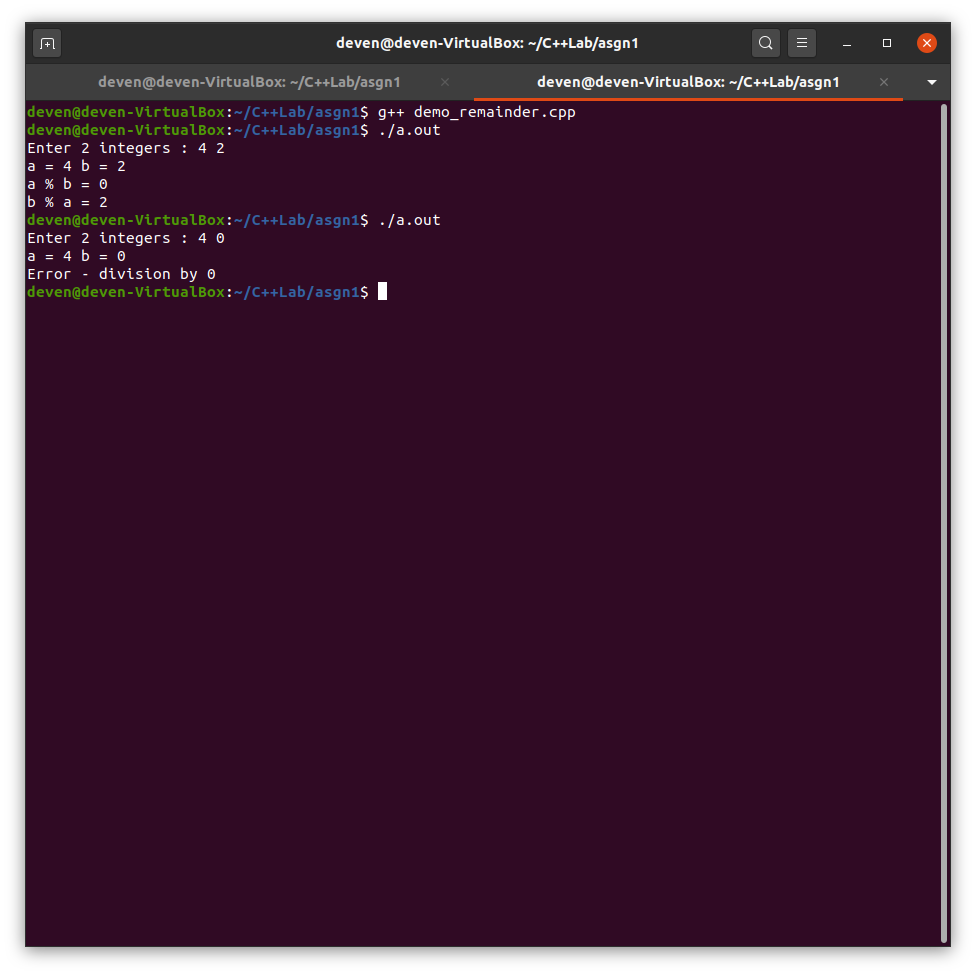 deven@deven-VirtualBox: ~/C++Lab/asgn1
deven@deven-VirtualBox: ~/C++Lab/asgn1
deven@deven-VirtualBox: ~/C++Lab/asgn1
deven@deven-VirtualBox:~/C++Lab/asgn1$ g++ demo_remainder.cpp
deven@deven-VirtualBox:~/C++Lab/asgn1$ ./a.out
Enter 2 integers : 4 2
a = 4 b = 2
a % b = 0
b % a = 2
deven@deven-VirtualBox:~/C++Lab/asgn1$ ./a.out
Enter 2 integers : 4 0
a = 4 b = 0
Error - division by 0
deven@deven-VirtualBox:~/C++Lab/asgn1$